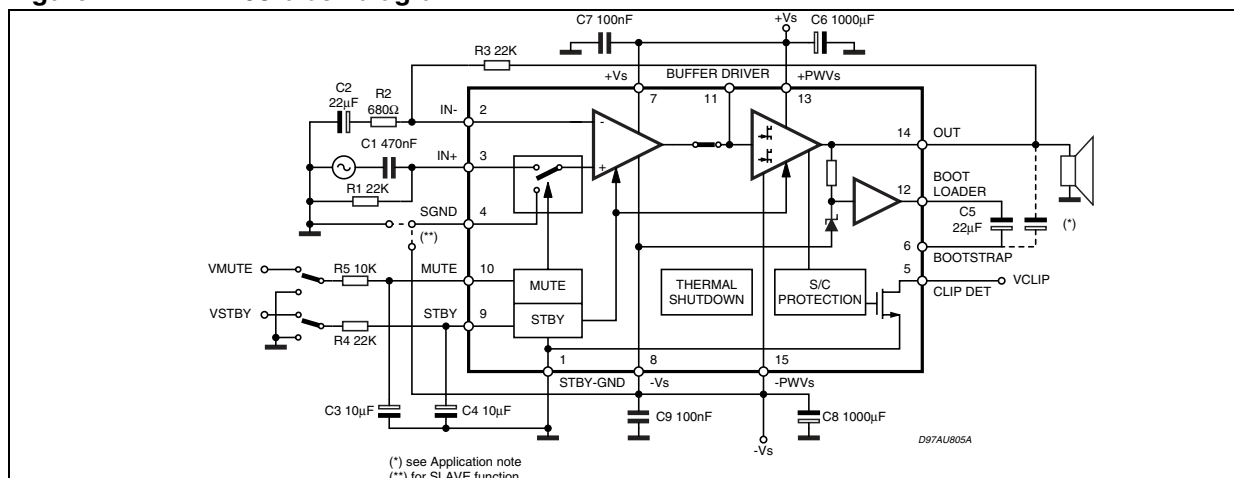 C7 100nF
+Vs
C6 1000µF
R3 22K
+Vs
BUFFER DRIVER
+PWVs
7
11
13
C2
22µF
R2
680Ω
IN-
2
-
14
OUT
C1 470nF
IN+
3
+
R1 22K
12
BOOT
LOADER
SGND
4
C5
22µF
(*)
(**)
6
BOOTSTRAP
VMUTE
R5 10K
MUTE
10
MUTE
THERMAL
SHUTDOWN
S/C
PROTECTION
5
VCLIP
CLIP DET
VSTBY
STBY
9
STBY
R4 22K
1
8
15
STBY-GND
-Vs
-PWVs
C3 10µF
C4 10µF
C9 100nF
C8 1000µF
-Vs
D97AU805A
(*) see Application note
(**) for SLAVE function